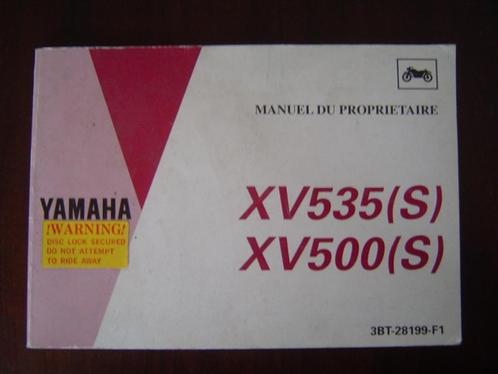 MANUEL DU PROPRIETAIRE
XV535(S)
XV500(S)
YAMAHA
!WARNING!
DISC LOCK SECURED
DO NOT ATTEMPT
TO RIDE AWAY
3BT-28199-F1